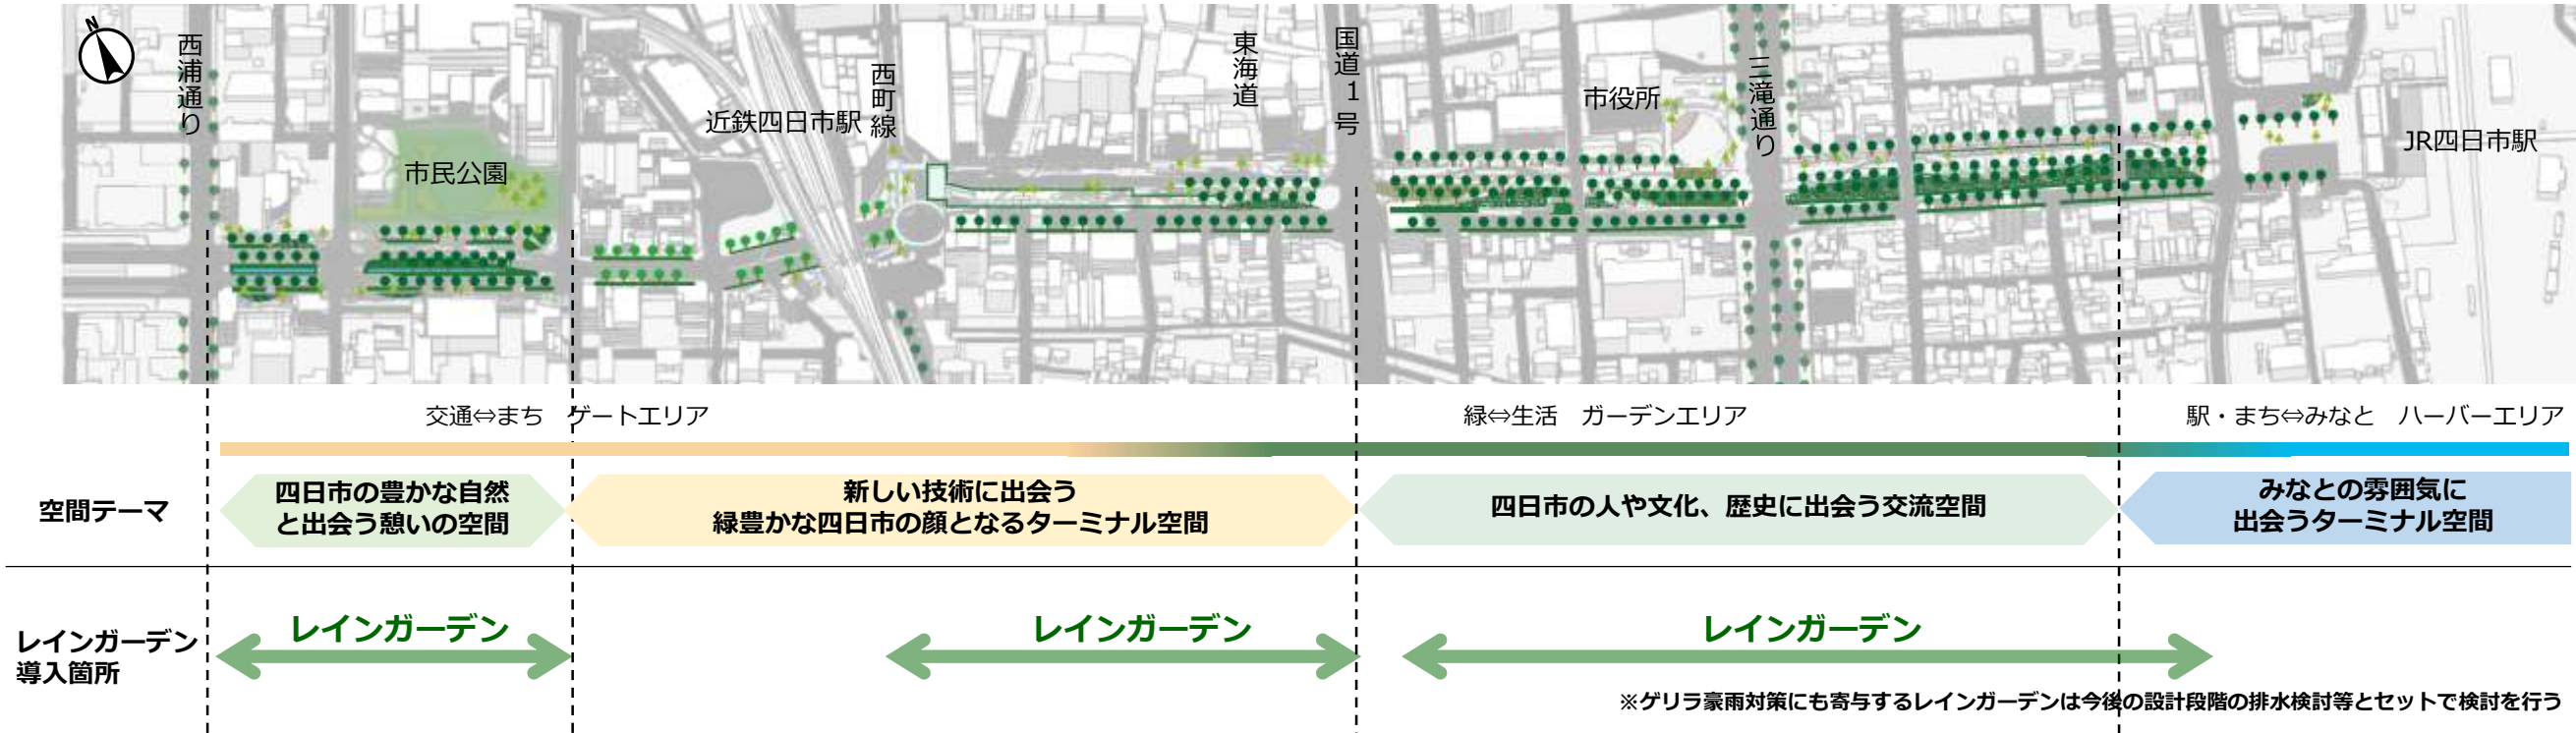 N
西浦通り
市民公園
近鉄四日市駅
西町線
東海道
国道1号
市役所
三滝通り
JR四日市駅
交通⇔まち　ゲートエリア
緑⇔生活　ガーデンエリア
駅・まち⇔みなと　ハーバーエリア
空間テーマ
四日市の豊かな自然
と出会う憩いの空間
新しい技術に出会う
緑豊かな四日市の顔となるターミナル空間
四日市の人や文化、歴史に出会う交流空間
みなとの雰囲気に
出会うターミナル空間
レインガーデン
導入箇所
レインガーデン
レインガーデン
レインガーデン
※ゲリラ豪雨対策にも寄与するレインガーデンは今後の設計段階の排水検討等とセットで検討を行う